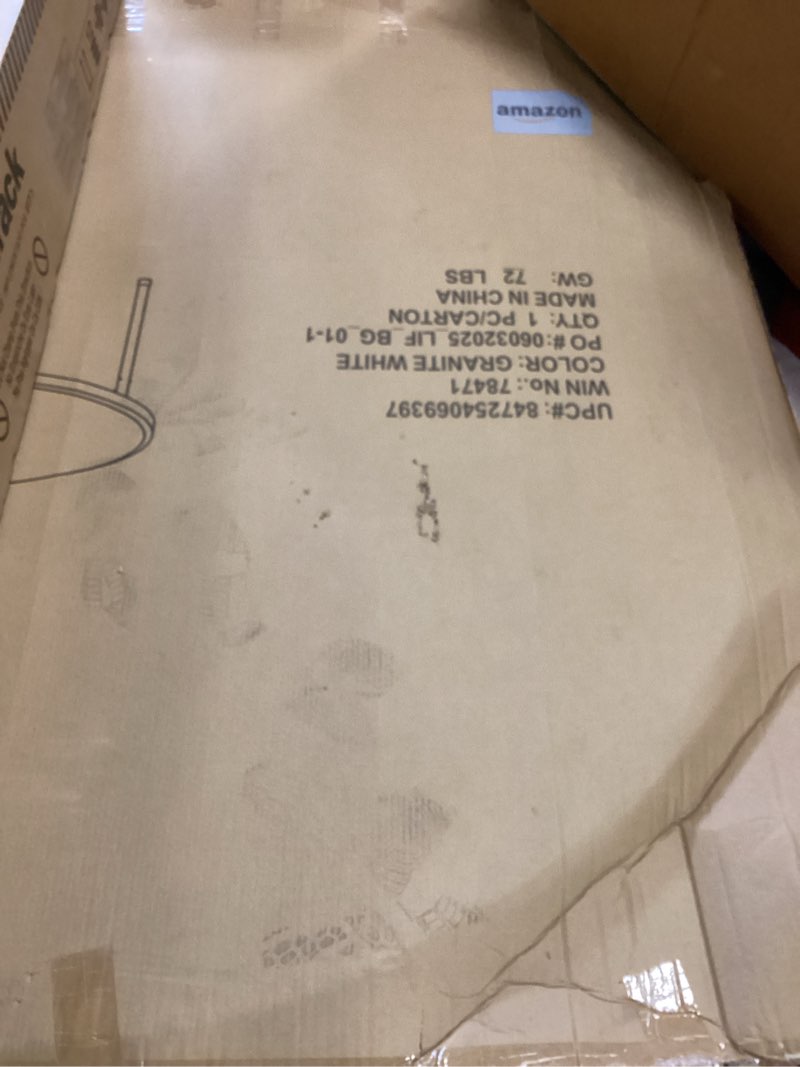 amazon
UPC#: 847254069397
WIN No.: 78471
COLOR: GRANITE WHITE
PO #:06032025_LIF_BG_01-1
QTY: 1 PC/CARTON
MADE IN CHINA
GW: 72 LBS